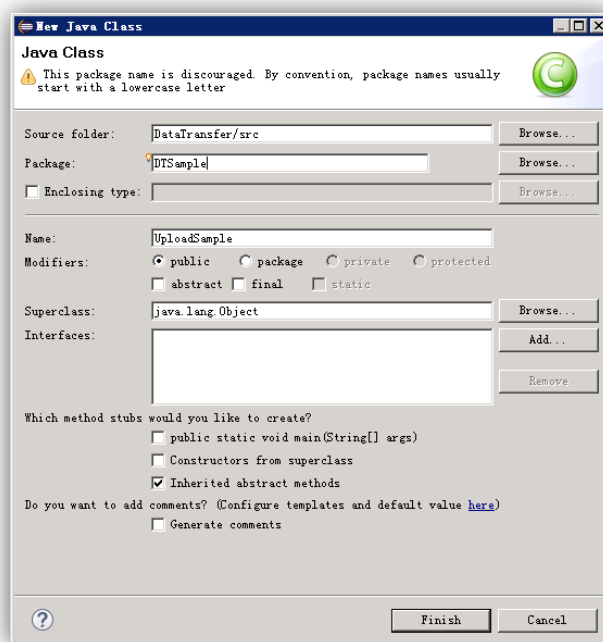 New Java Class
Java Class
This package name is discouraged. By convention, package names usually
start with a lowercase letter
Source folder: DataTransfer/src Browse...
Package: DTSample Browse...
Enclosing type: Browse...
Name: UploadSample
Modifiers: public package private protected
abstract final static
Superclass: java.lang.Object Browse...
Interfaces: Add...
Remove
Which method stubs would you like to create?
public static void main(String[] args)
Constructors from superclass
Inherited abstract methods
Do you want to add comments? (Configure templates and default value here)
Generate comments
Finish Cancel